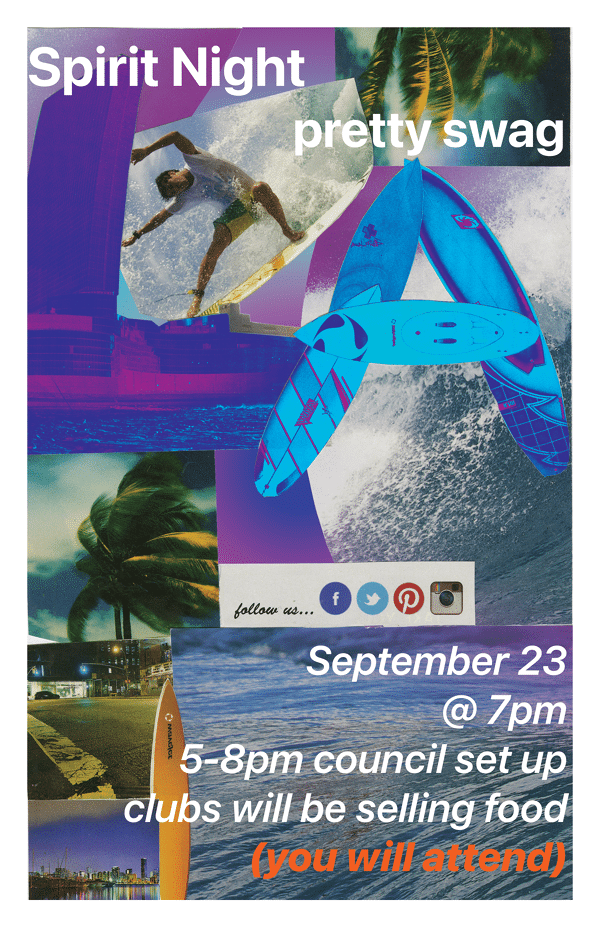 Spirit Night
pretty swag
follow us...
September 23
@ 7pm
5-8pm council set up
clubs will be selling food
(you will attend)